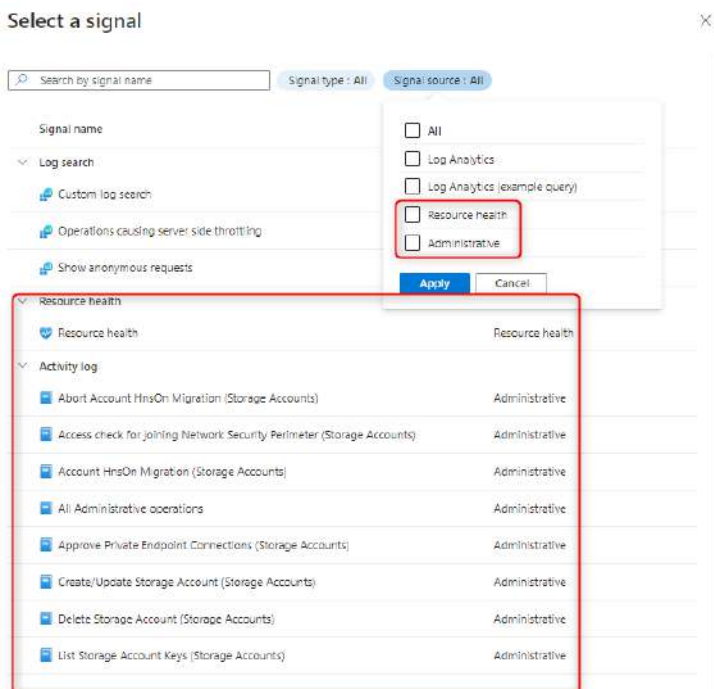 Select a signal
Search by signal name
Signal type : All
Signal source : All
Signal name
All
Log search
Log Analytics
Custom log search
Log Analytics (example query)
Operations causing server side throttling
Resource health
Administrative
Show anonymous requests
Apply
Cancel
Resource health
Resource health Resource health
Activity log
Abort Account HnsOn Migration (Storage Accounts) Administrative
Access check for joining Network Security Perimeter (Storage Accounts) Administrative
Account HnsOn Migration (Storage Accounts) Administrative
All Administrative operations Administrative
Approve Private Endpoint Connections (Storage Accounts) Administrative
Create/Update Storage Account (Storage Accounts) Administrative
Delete Storage Account (Storage Accounts) Administrative
List Storage Account Keys (Storage Accounts) Administrative